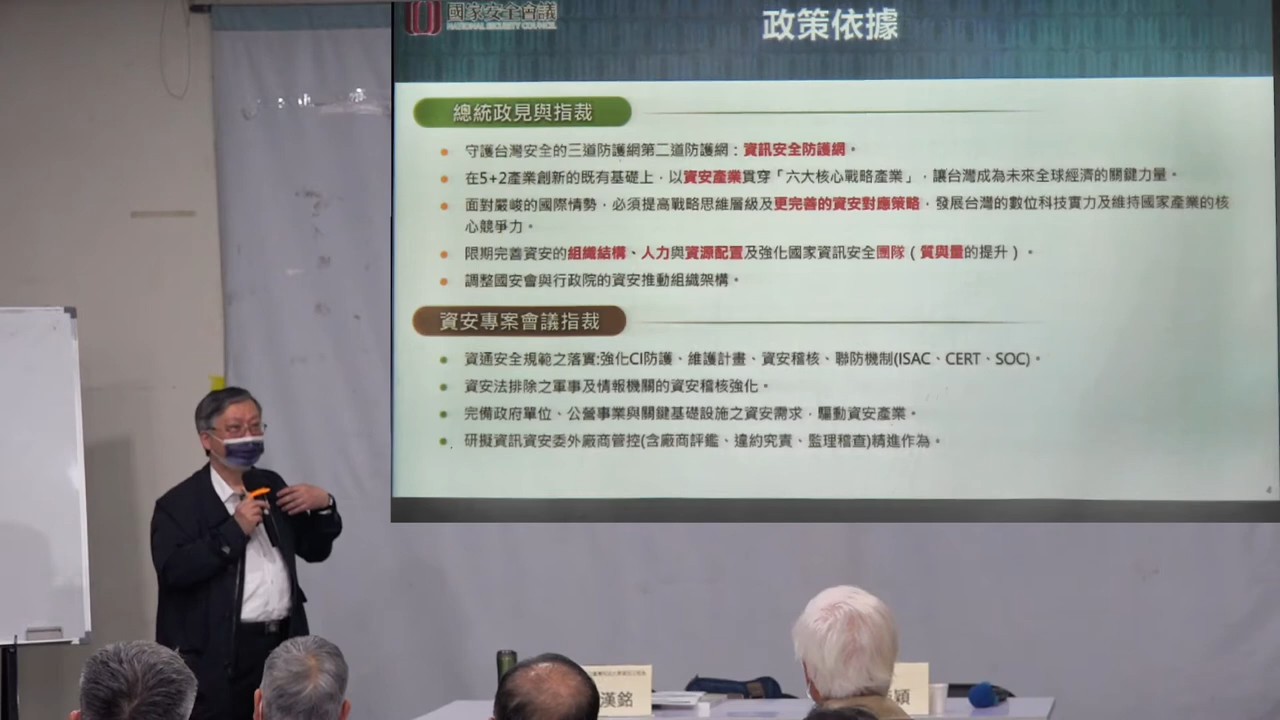 國家安全會議
NATIONAL SECURITY COUNCIL
政策依據
總統政見與指裁
守護台灣安全的三道防護網第二道防護網：資訊安全防護網。
在5+2產業創新的既有基礎上，以資安產業貫穿「六大核心戰略產業」，讓台灣成為未來全球經濟的關鍵力量。
面對嚴峻的國際情勢，必須提高戰略思維層級及更完善的資安對應策略，發展台灣的數位科技實力及維持國家產業的核
心競爭力。
限期完善資安的組織結構、人力與資源配置及強化國家資訊安全團隊（質與量的提升）。
調整國安會與行政院的資安推動組織架構。
資安專案會議指裁
資通安全規範之落實:強化CI防護、維護計畫、資安稽核、聯防機制(ISAC、CERT、SOC)。
資安法排除之軍事及情報機關的資安稽核強化。
完備政府單位、公營事業與關鍵基礎設施之資安需求，驅動資安產業。
研擬資訊資安委外廠商管控(含廠商評鑑、違約究責、監理稽查)精進作為。
4
漢銘
穎